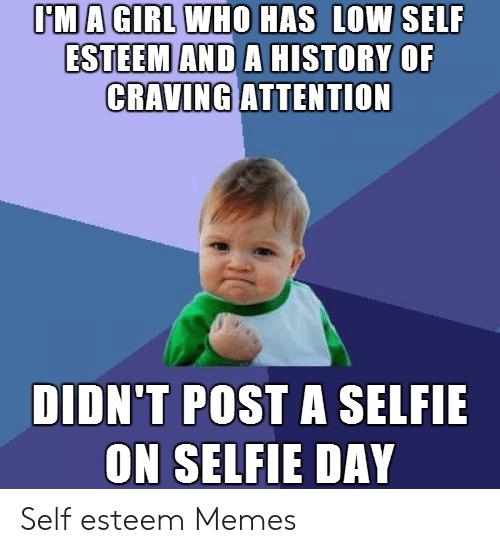 I'M A GIRL WHO HAS LOW SELF
ESTEEM AND A HISTORY OF
CRAVING ATTENTION
DIDN'T POST A SELFIE
ON SELFIE DAY
Self esteem Memes